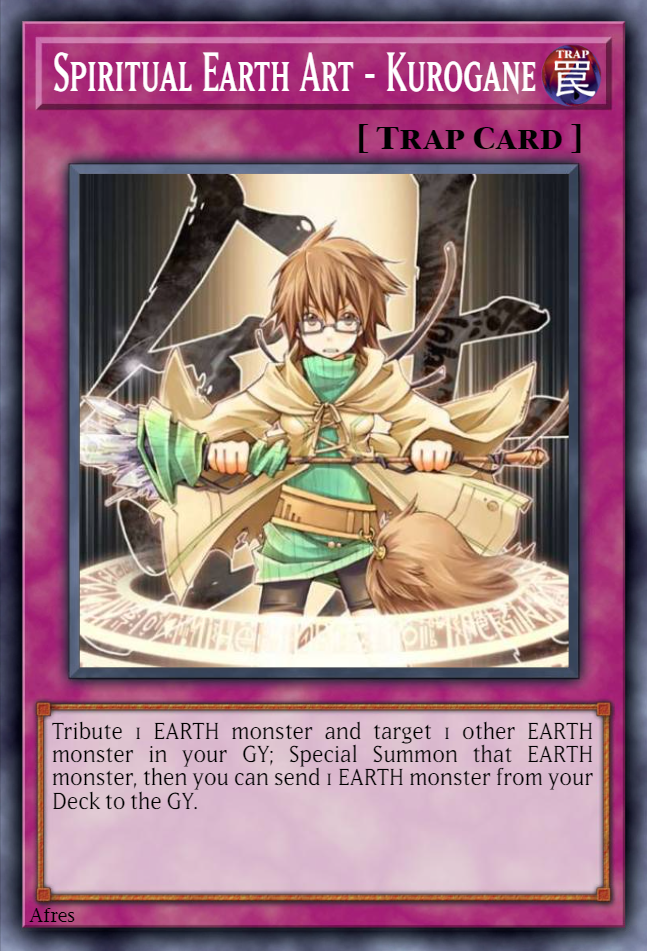 Spiritual Earth Art - Kurogane
TRAP
罠
[ Trap Card ]
Tribute 1 EARTH monster and target 1 other EARTH
monster in your GY; Special Summon that EARTH
monster, then you can send 1 EARTH monster from your
Deck to the GY.
Afres